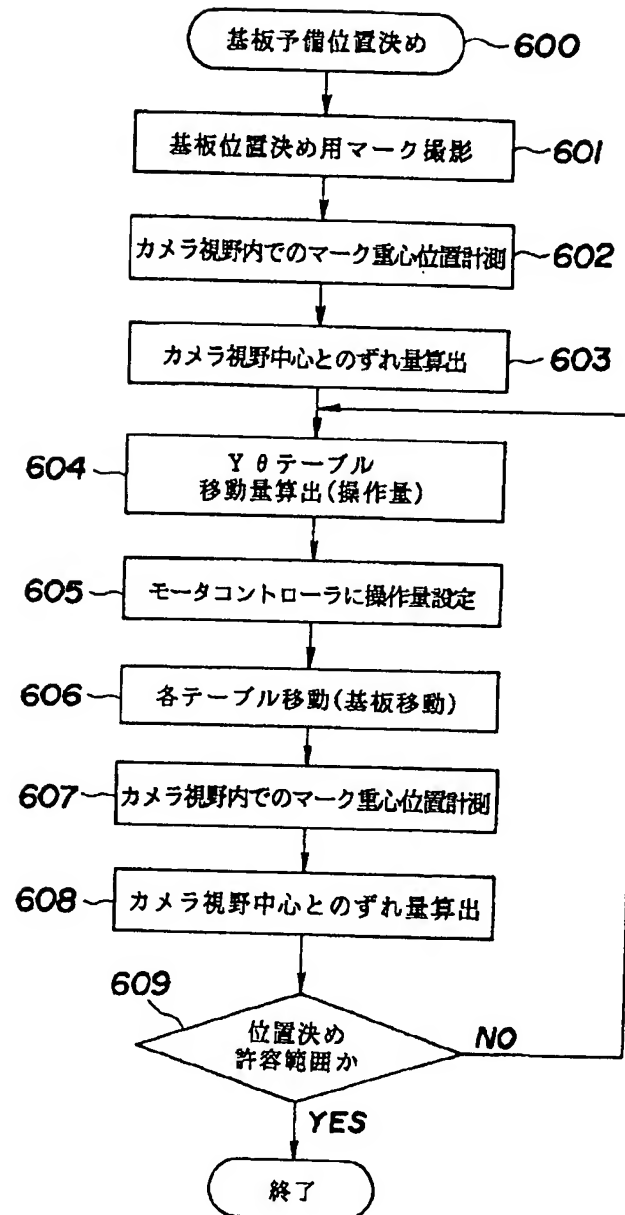 基板予備位置決め 600
基板位置決め用マーク撮影 601
カメラ視野内でのマーク重心位置計測 602
カメラ視野中心とのずれ量算出 603
604 Y θテーブル
移動量算出(操作量)
605 モータコントローラに操作量設定
606 各テーブル移動(基板移動)
607 カメラ視野内でのマーク重心位置計測
608 カメラ視野中心とのずれ量算出
609
位置決め
許容範囲か
NO
YES
終了